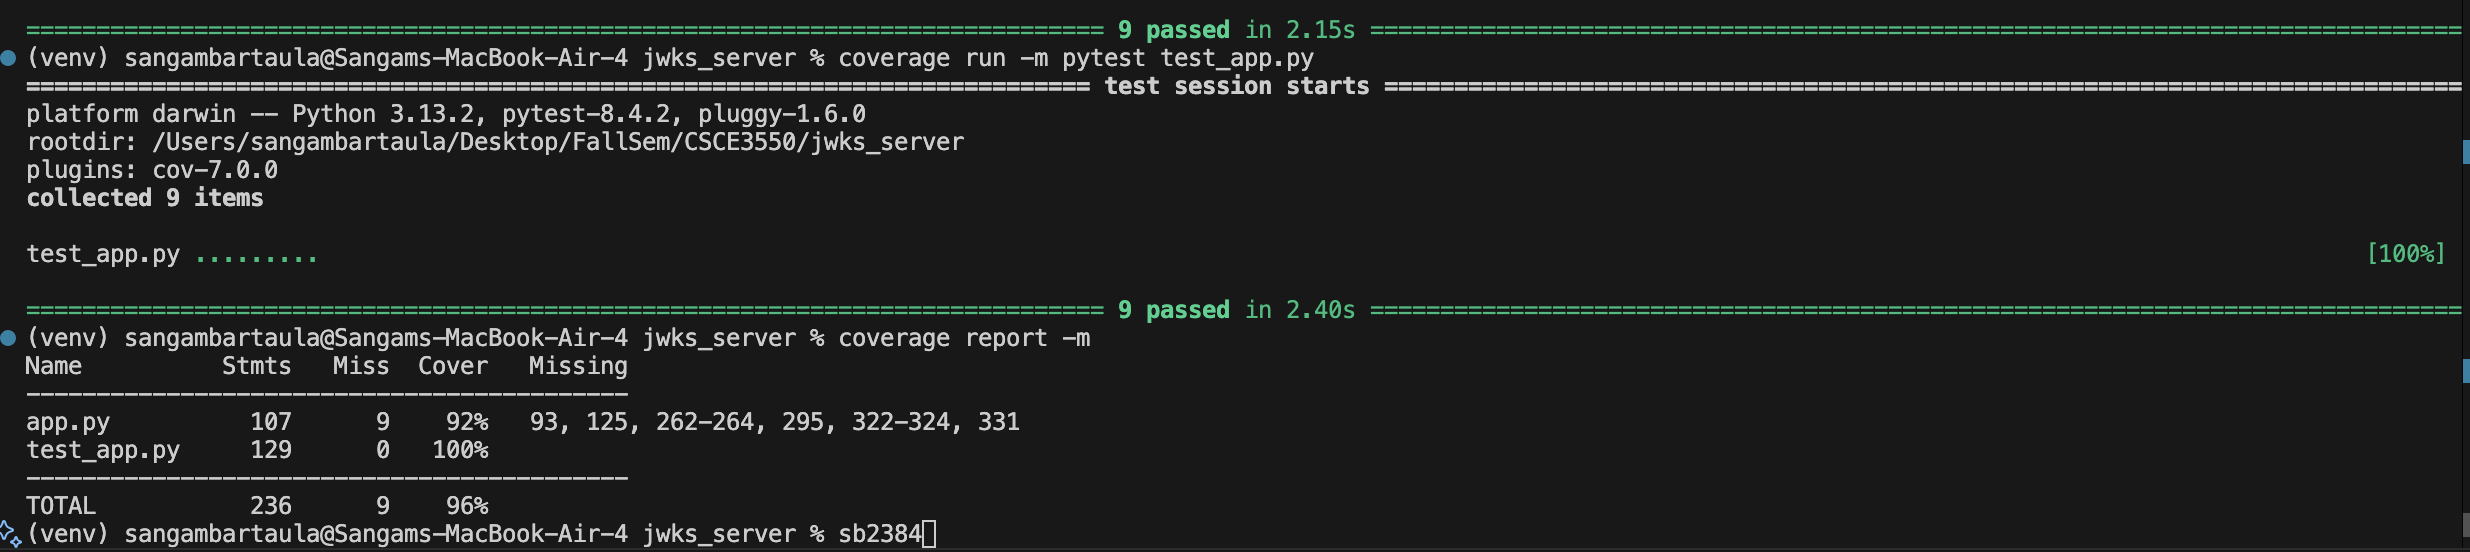 ============================================================================= 9 passed in 2.15s ==============================================================================
(venv) sangambartaula@Sangams-MacBook-Air-4 jwks_server % coverage run -m pytest test_app.py
============================================================================ test session starts =============================================================================
platform darwin -- Python 3.13.2, pytest-8.4.2, pluggy-1.6.0
rootdir: /Users/sangambartaula/Desktop/FallSem/CSCE3550/jwks_server
plugins: cov-7.0.0
collected 9 items
test_app.py ......... [100%]
============================================================================= 9 passed in 2.40s ==============================================================================
(venv) sangambartaula@Sangams-MacBook-Air-4 jwks_server % coverage report -m
Name          Stmts   Miss  Cover   Missing
-------------------------------------------
app.py          107      9    92%   93, 125, 262-264, 295, 322-324, 331
test_app.py     129      0   100%
-------------------------------------------
TOTAL           236      9    96%
(venv) sangambartaula@Sangams-MacBook-Air-4 jwks_server % sb2384